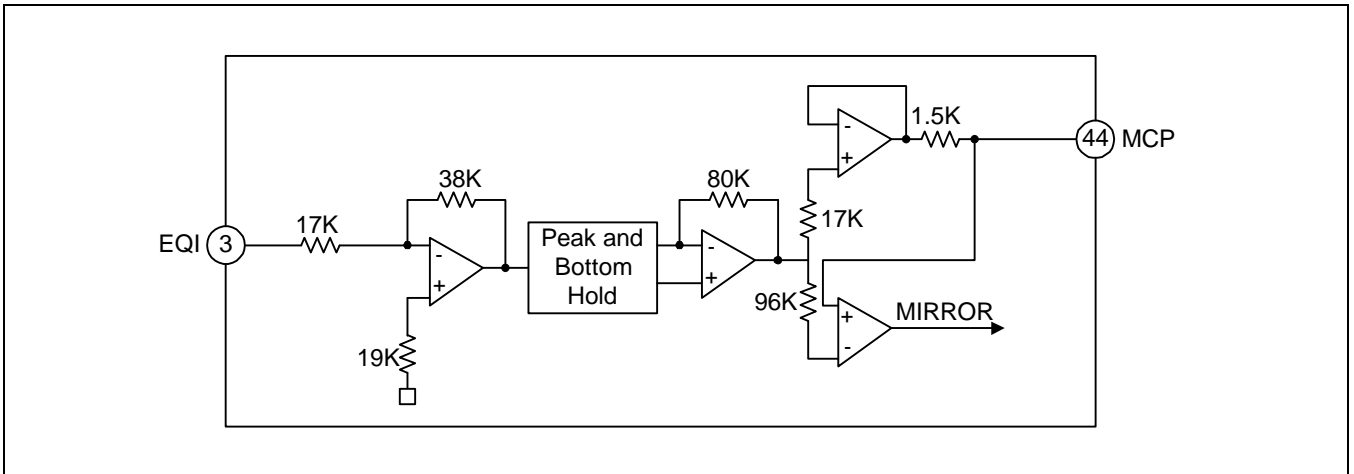 1.5K
-
+
44 MCP
38K
80K
17K
17K
EQI 3
-
+
Peak and
Bottom
Hold
-
+
96K
MIRROR
+
-
19K